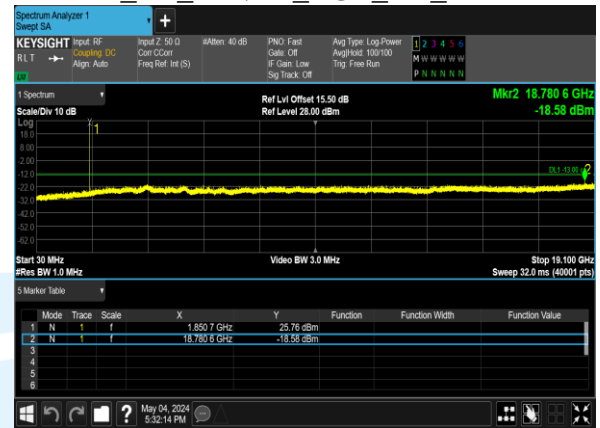 Spectrum Analyzer 1
Swept SA
+
KEYSIGHT
RLT
LXI
Input: RF
Coupling: DC
Align: Auto
Input Z: 50 Ω
Corr CCorr
Freq Ref: Int (S)
#Atten: 40 dB
PNO: Fast
Gate: Off
IF Gain: Low
Sig Track: Off
Avg Type: Log-Power
Avg|Hold: 100/100
Trig: Free Run
1 2 3 4 5 6
M W W W W W
P N N N N N
1 Spectrum
Scale/Div 10 dB
Log
Ref Lvl Offset 15.50 dB
Ref Level 28.00 dBm
Mkr2 18.780 6 GHz
-18.58 dBm
1
18.0
8.00
-2.00
-12.0
DL1 -13.00
2
-22.0
-32.0
-42.0
-52.0
-62.0
Start 30 MHz
#Res BW 1.0 MHz
Video BW 3.0 MHz
Stop 19.100 GHz
Sweep 32.0 ms (40001 pts)
5 Marker Table
Mode Trace Scale X Y Function Function Width Function Value
1 N 1 f 1.850 7 GHz 25.76 dBm
2 N 1 f 18.780 6 GHz -18.58 dBm
3
4
5
6
?
May 04, 2024
5:32:14 PM